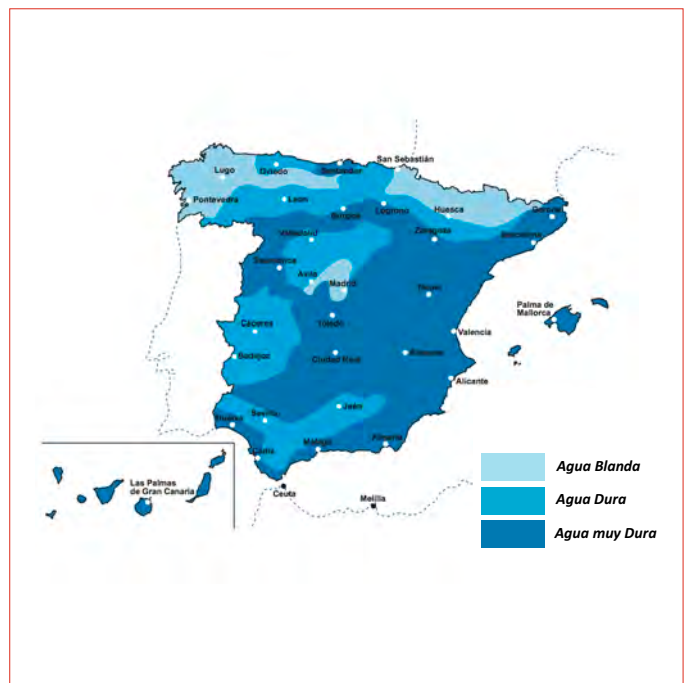 San Sebastián
Lugo
Oviedo
Santander
Pontevedra
León
Burgos
Logroño
Huesca
Gerona
Valladolid
Zaragoza
Barcelona
Salamanca
Ávila
Madrid
Teruel
Palma de
Mallorca
Cáceres
Toledo
Valencia
Badajoz
Ciudad Real
Albacete
Alicante
Huelva
Sevilla
Jaén
Cádiz
Málaga
Almería
Las Palmas
de Gran Canaria
Ceuta
Melilla
Agua Blanda
Agua Dura
Agua muy Dura